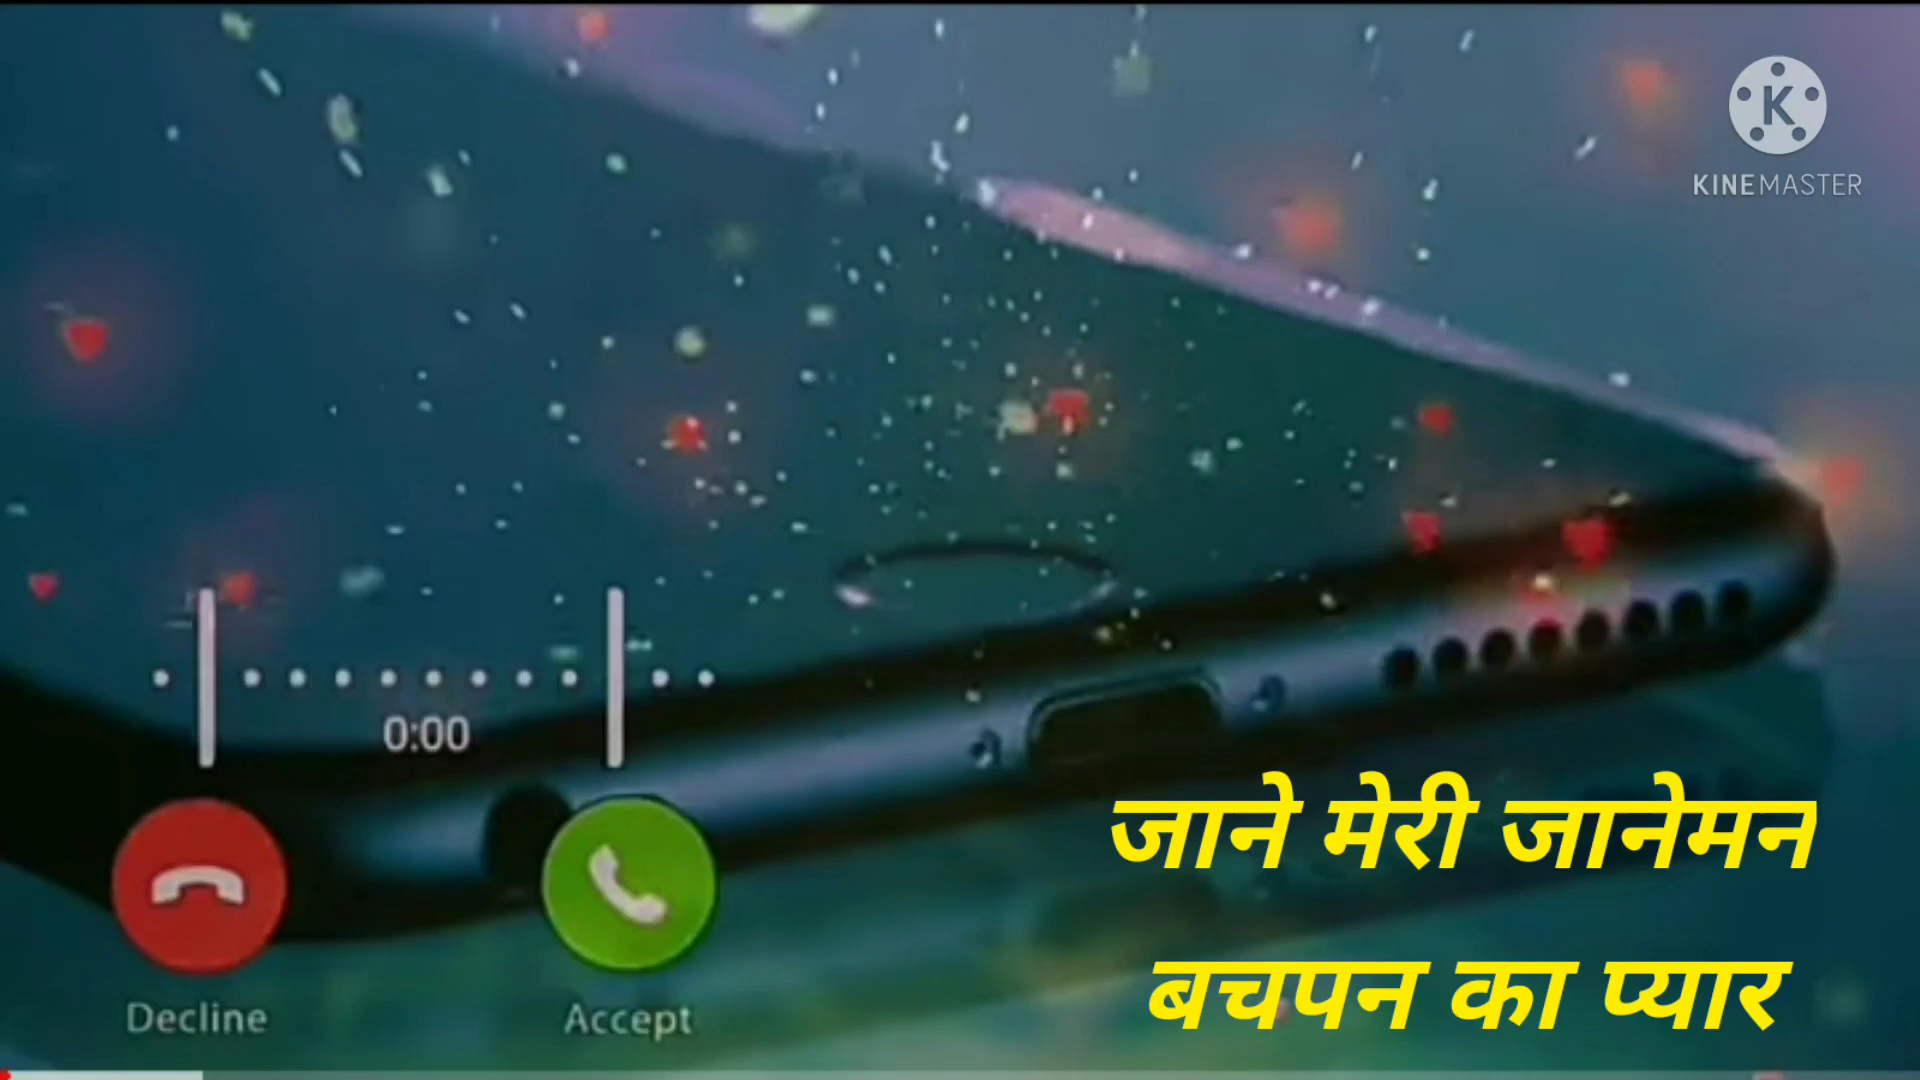 KINEMASTER
0:00
Decline
Accept
जाने मेरी जानेमन
बचपन का प्यार